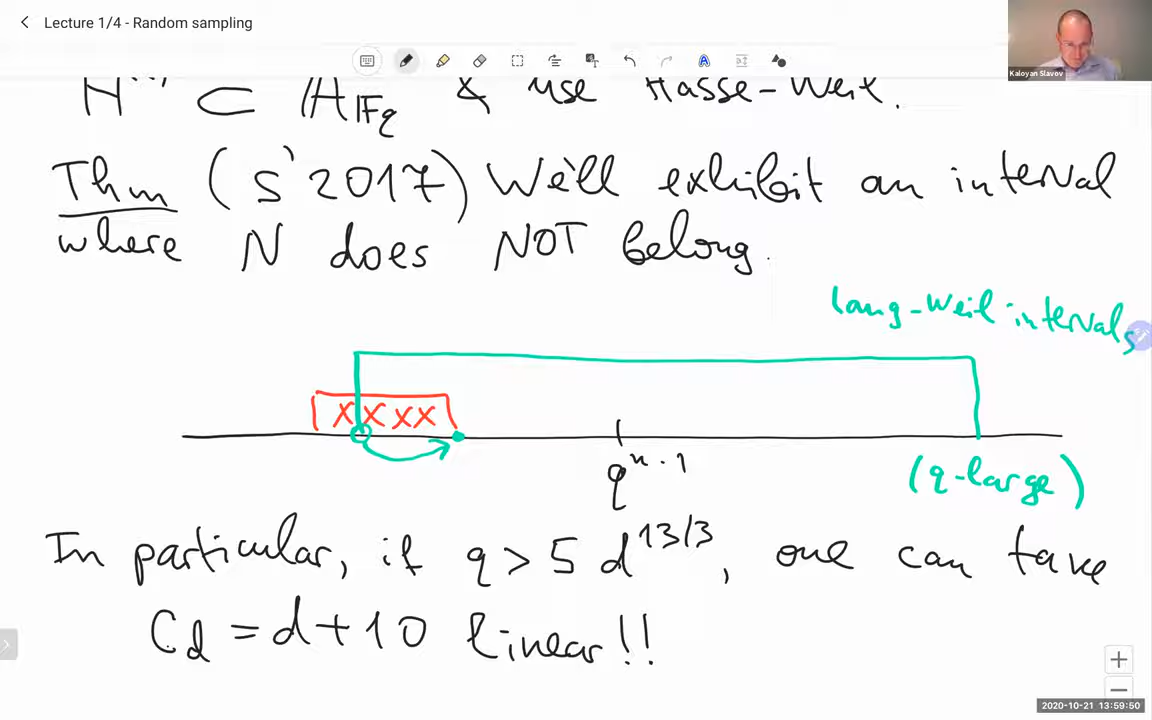 Lecture 1/4 - Random sampling
Kaloyan Slavov
& use Hasse-Weil.
Thm (S' 2017) We'll exhibit an interval
where N does NOT belong.
Lang-Weil intervals
X X X X
q^{n-1}
(q-large)
In particular, if q > 5 d^{13/3}, one can take
C_d = d + 10 linear!!
2020-10-21 13:59:50